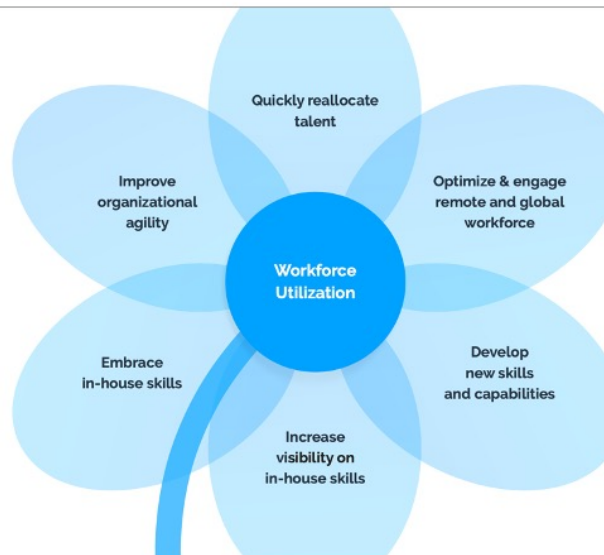 Quickly reallocate
talent
Improve
organizational
agility
Optimize & engage
remote and global
workforce
Workforce
Utilization
Embrace
in-house skills
Develop
new skills
and capabilities
Increase
visibility on
in-house skills